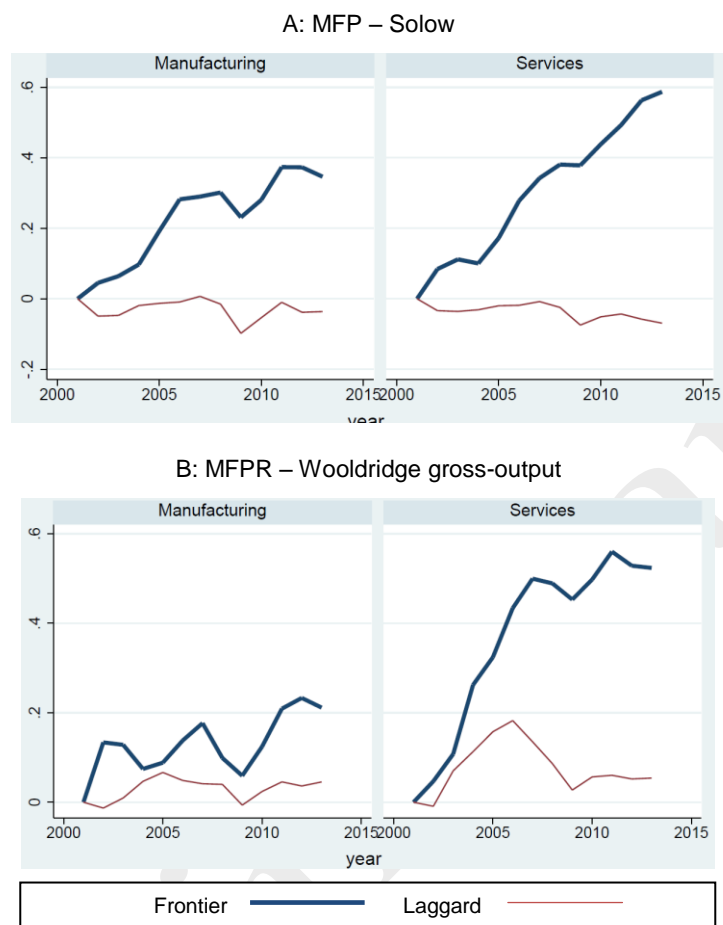 A: MFP – Solow
Manufacturing Services
.6
.4
.2
0
-.2
2000 2005 2010 2015 2000 2005 2010 2015
year
B: MFPR – Wooldridge gross-output
Manufacturing Services
.6
.4
.2
0
2000 2005 2010 2015 2000 2005 2010 2015
year
Frontier Laggard